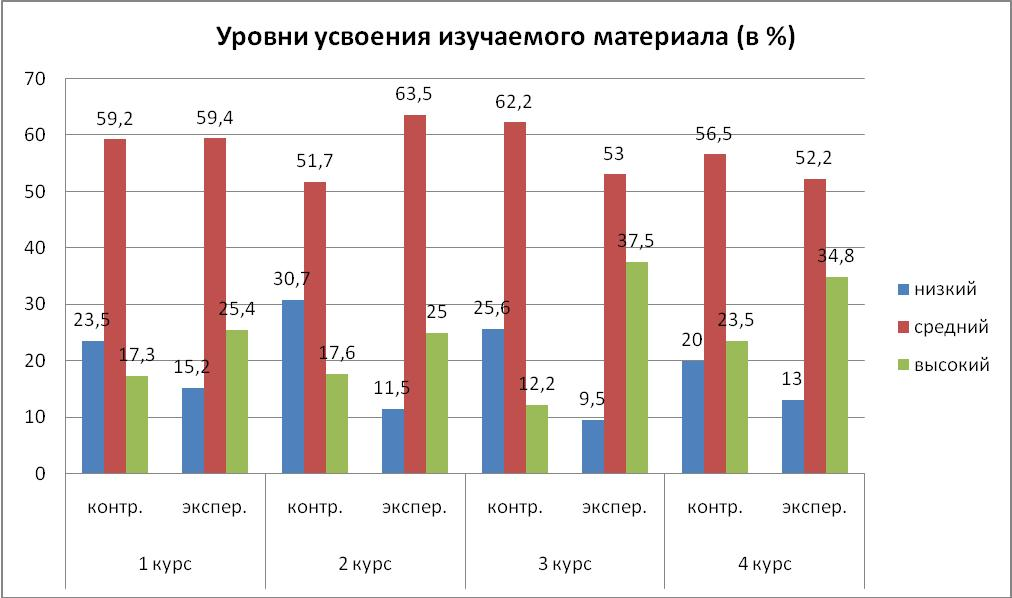 Уровни усвоения изучаемого материала (в %)
70
60
50
40
30
20
10
0
23,5
59,2
17,3
15,2
59,4
25,4
30,7
51,7
17,6
11,5
63,5
25
25,6
62,2
12,2
9,5
53
37,5
20
56,5
23,5
13
52,2
34,8
контр.
экспер.
контр.
экспер.
контр.
экспер.
контр.
экспер.
1 курс
2 курс
3 курс
4 курс
низкий
средний
высокий